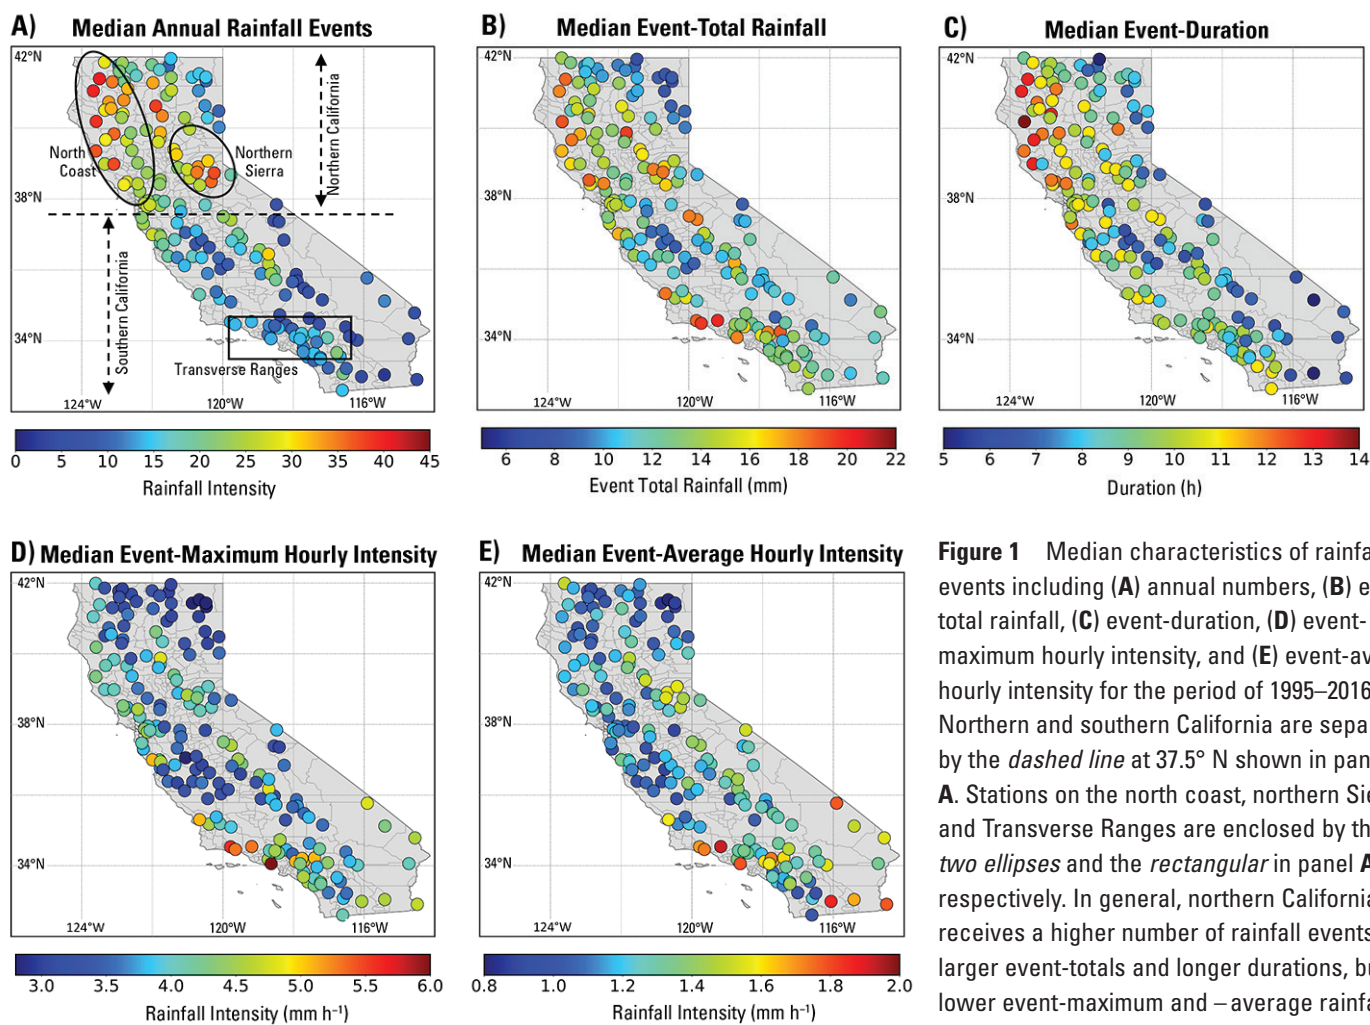 A) Median Annual Rainfall Events
42°N
38°N
34°N
124°W
120°W
116°W
North
Coast
Northern
Sierra
Northern California
Southern California
Transverse Ranges
0 5 10 15 20 25 30 35 40 45
Rainfall Intensity
B) Median Event-Total Rainfall
42°N
38°N
34°N
124°W
120°W
116°W
6 8 10 12 14 16 18 20 22
Event Total Rainfall (mm)
C) Median Event-Duration
42°N
38°N
34°N
124°W
120°W
116°W
5 6 7 8 9 10 11 12 13 14
Duration (h)
D) Median Event-Maximum Hourly Intensity
42°N
38°N
34°N
124°W
120°W
116°W
3.0 3.5 4.0 4.5 5.0 5.5 6.0
Rainfall Intensity (mm h⁻¹)
E) Median Event-Average Hourly Intensity
42°N
38°N
34°N
124°W
120°W
116°W
0.8 1.0 1.2 1.4 1.6 1.8 2.0
Rainfall Intensity (mm h⁻¹)
Figure 1 Median characteristics of rainfa
events including (A) annual numbers, (B) e
total rainfall, (C) event-duration, (D) event-
maximum hourly intensity, and (E) event-av
hourly intensity for the period of 1995–2016
Northern and southern California are sepa
by the dashed line at 37.5° N shown in pan
A. Stations on the north coast, northern Sie
and Transverse Ranges are enclosed by th
two ellipses and the rectangular in panel A
respectively. In general, northern California
receives a higher number of rainfall events
larger event-totals and longer durations, bu
lower event-maximum and –average rainfa